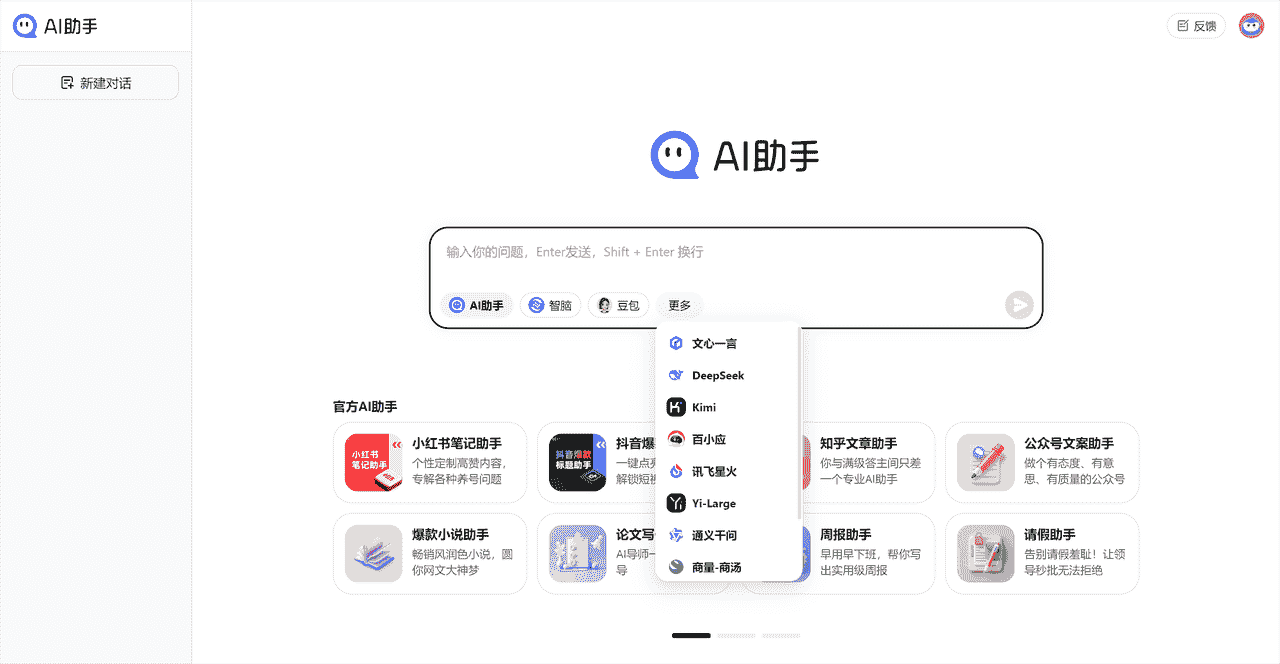 AI助手
反馈
新建对话
AI助手
输入你的问题，Enter发送，Shift + Enter 换行
AI助手
智脑
豆包
更多
文心一言
DeepSeek
Kimi
百小应
讯飞星火
Yi-Large
通义千问
商量-商汤
官方AI助手
小红书
笔记助手
小红书笔记助手
个性定制高赞内容，
专解各种养号问题
抖音爆款
标题助手
抖音爆
一键点亮
解锁短视
知乎文章助手
你与满级答主间只差
一个专业AI助手
公众号文案助手
做个有态度、有意
思、有质量的公众号
爆款小说助手
畅销风润色小说，圆
你网文大神梦
论文写
AI导师一
导
周报助手
早用早下班，帮你写
出实用级周报
请假助手
告别请假羞耻！让领
导秒批无法拒绝